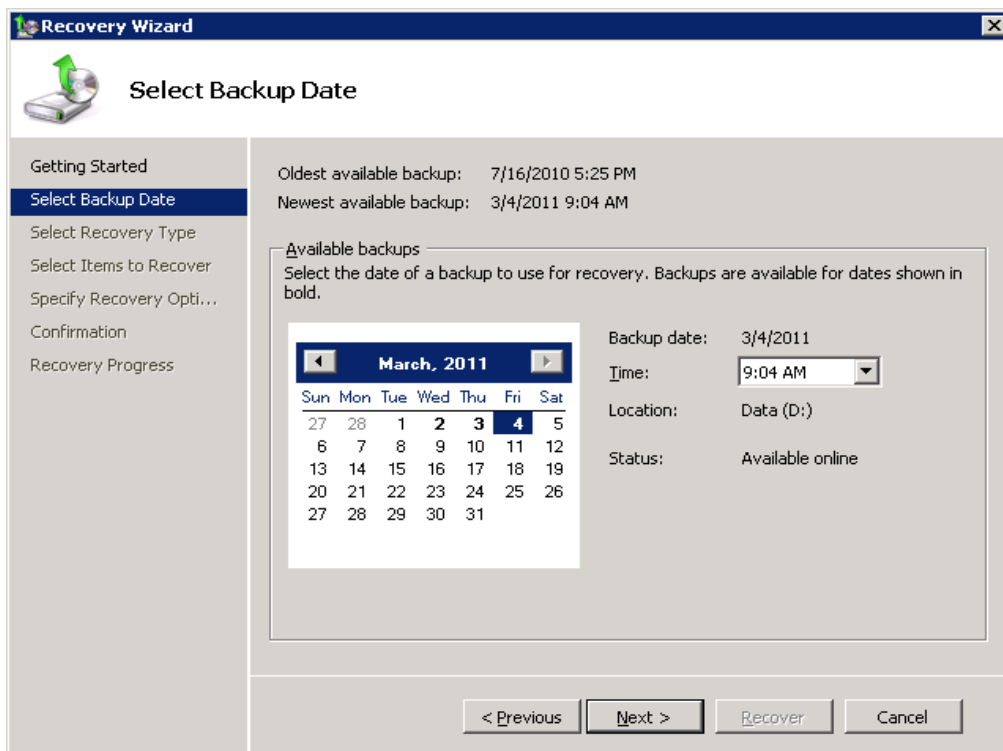 Recovery Wizard
Select Backup Date
Getting Started
Select Backup Date
Select Recovery Type
Select Items to Recover
Specify Recovery Opti...
Confirmation
Recovery Progress
Oldest available backup: 7/16/2010 5:25 PM
Newest available backup: 3/4/2011 9:04 AM
Available backups
Select the date of a backup to use for recovery. Backups are available for dates shown in
bold.
March, 2011
Sun Mon Tue Wed Thu Fri Sat
27 28 1 2 3 4 5
6 7 8 9 10 11 12
13 14 15 16 17 18 19
20 21 22 23 24 25 26
27 28 29 30 31
Backup date: 3/4/2011
Time: 9:04 AM
Location: Data (D:)
Status: Available online
< Previous
Next >
Recover
Cancel